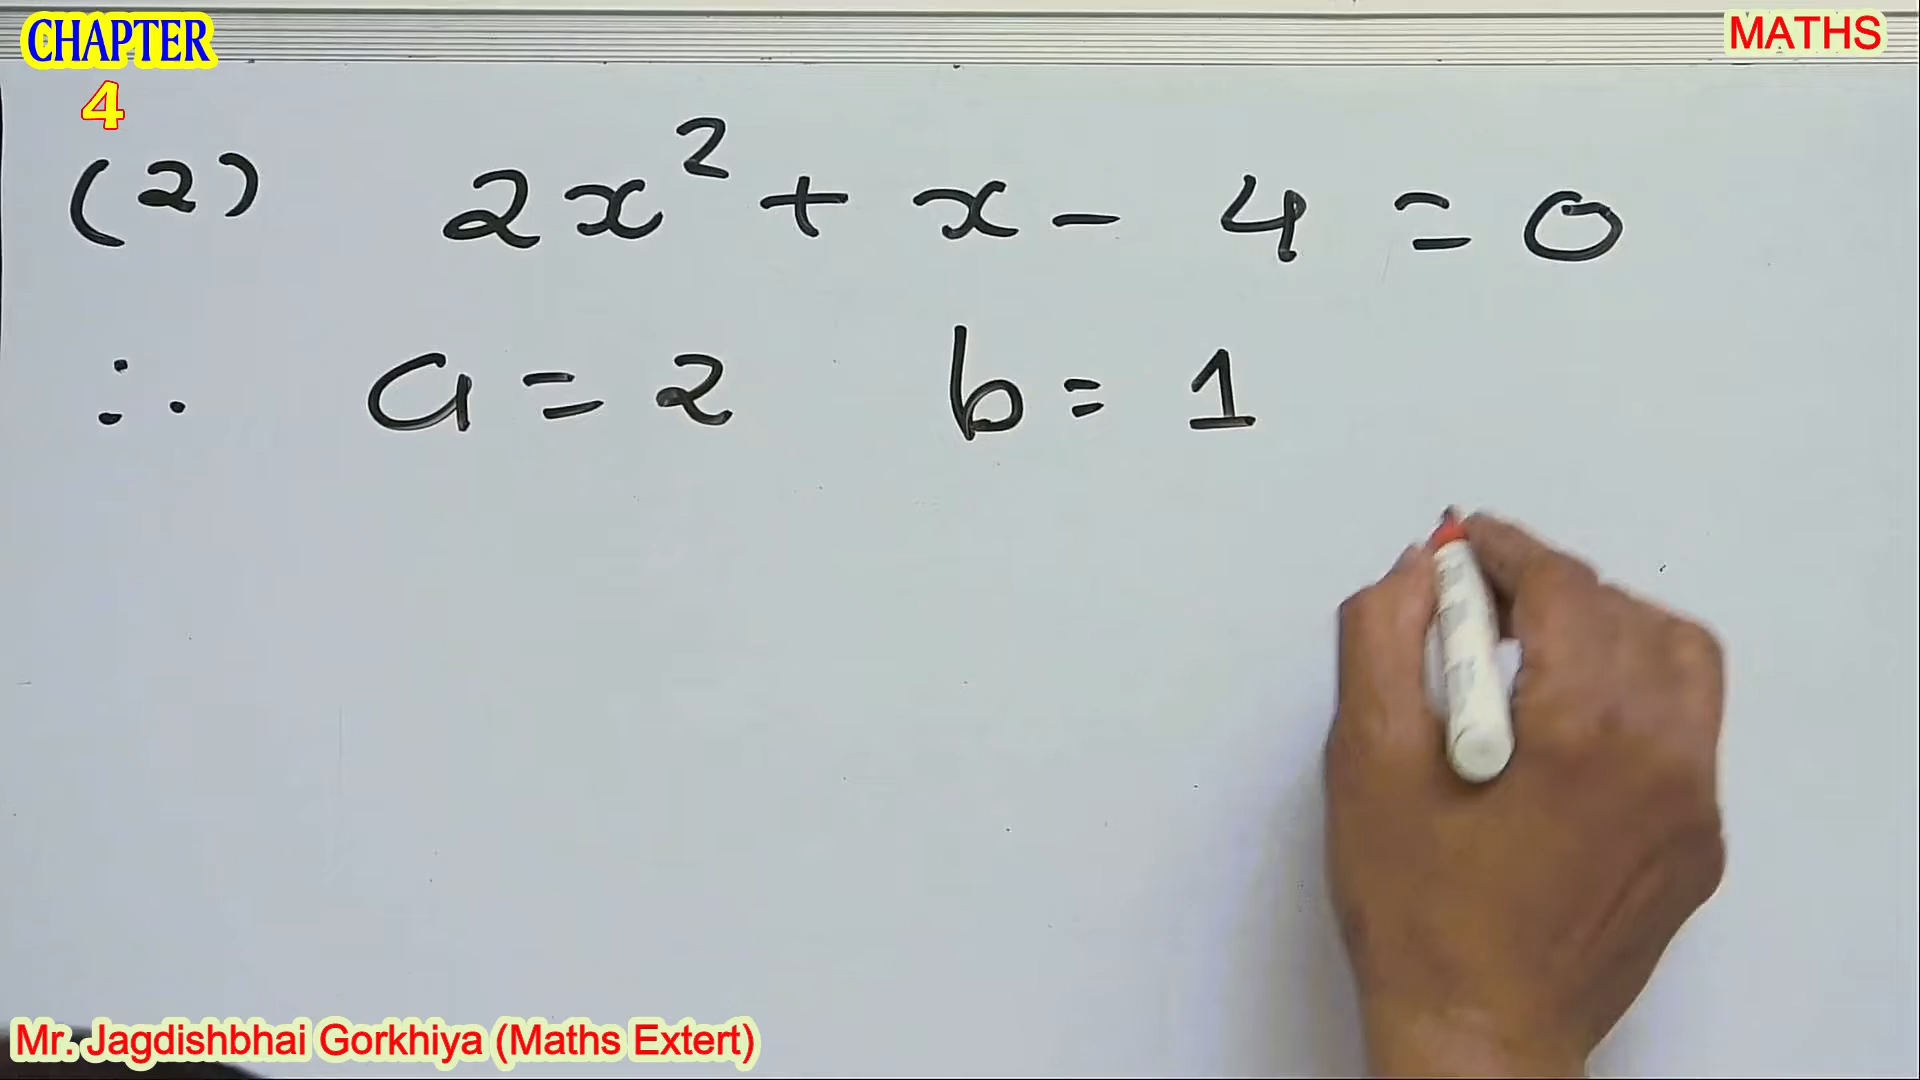 CHAPTER
4
MATHS
(2) 2x² + x - 4 = 0
∴ a = 2 b = 1
Mr. Jagdishbhai Gorkhiya (Maths Extert)